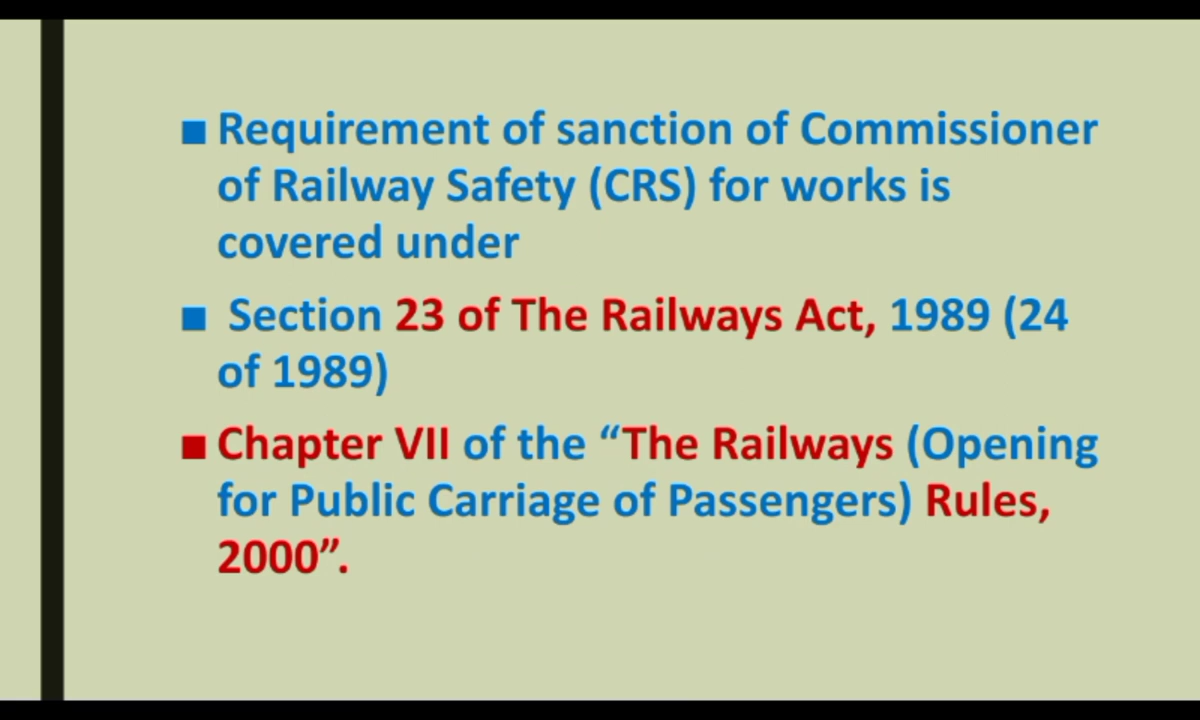 Requirement of sanction of Commissioner
of Railway Safety (CRS) for works is
covered under
Section 23 of The Railways Act, 1989 (24
of 1989)
Chapter VII of the “The Railways (Opening
for Public Carriage of Passengers) Rules,
2000”.